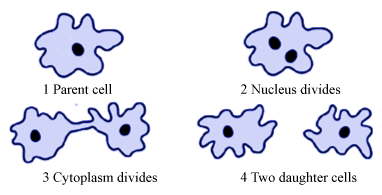 1 Parent cell
2 Nucleus divides
3 Cytoplasm divides
4 Two daughter cells